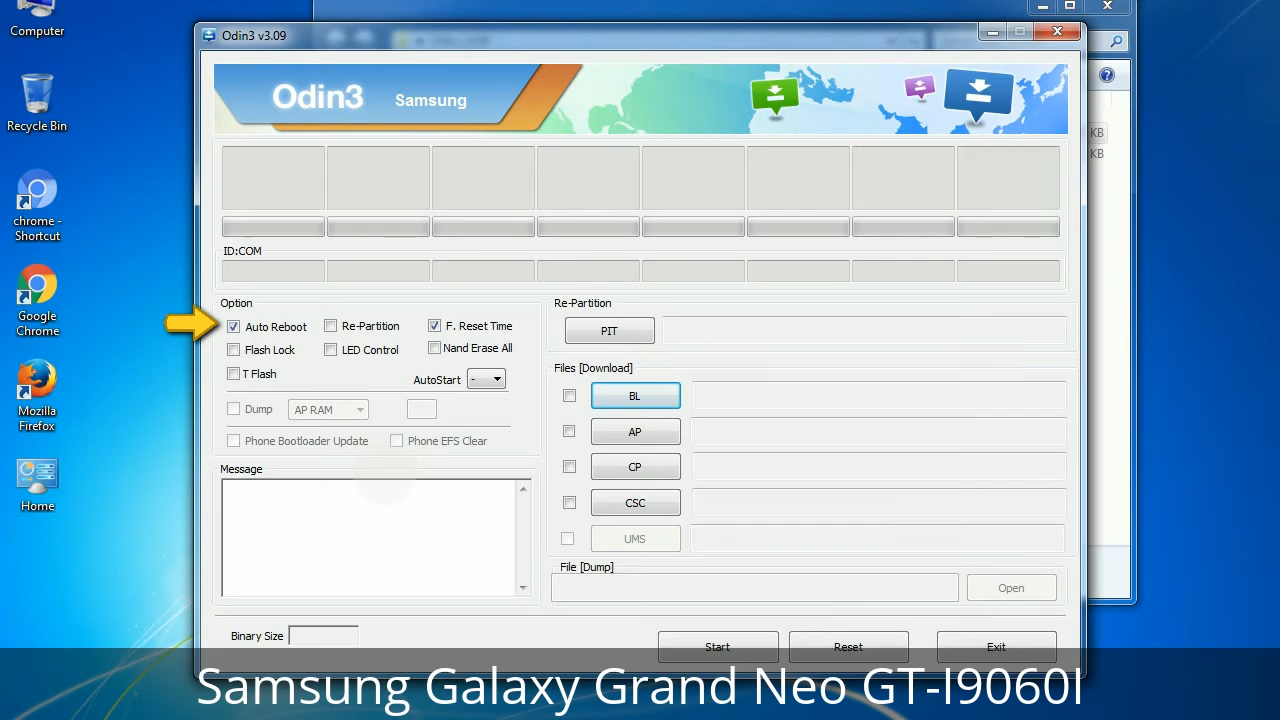 Computer
Recycle Bin
chrome - Shortcut
Google Chrome
Mozilla Firefox
Home
Odin3 v3.09
Odin3 Samsung
KB
KB
ID:COM
Option
Auto Reboot
Re-Partition
F. Reset Time
Flash Lock
LED Control
Nand Erase All
T Flash
AutoStart -
Dump
AP RAM
Phone Bootloader Update
Phone EFS Clear
Message
Re-Partition
PIT
Files [Download]
BL
AP
CP
CSC
UMS
File [Dump]
Open
Binary Size
Start
Reset
Exit
Samsung Galaxy Grand Neo GT-I9060I